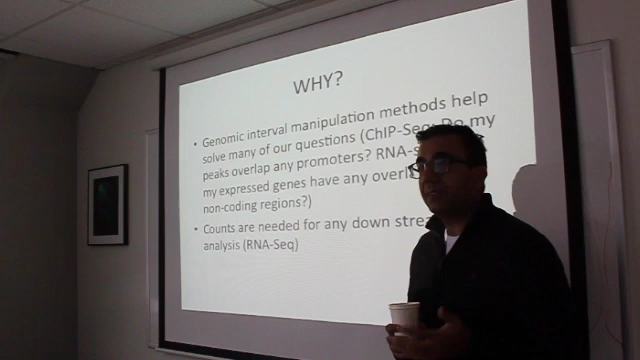 WHY?
• Genomic interval manipulation methods help
solve many of our questions (ChIP-Seq: Do my
peaks overlap any promoters? RNA-s
my expressed genes have any overla
non-coding regions?)
• Counts are needed for any down stre
analysis (RNA-Seq)